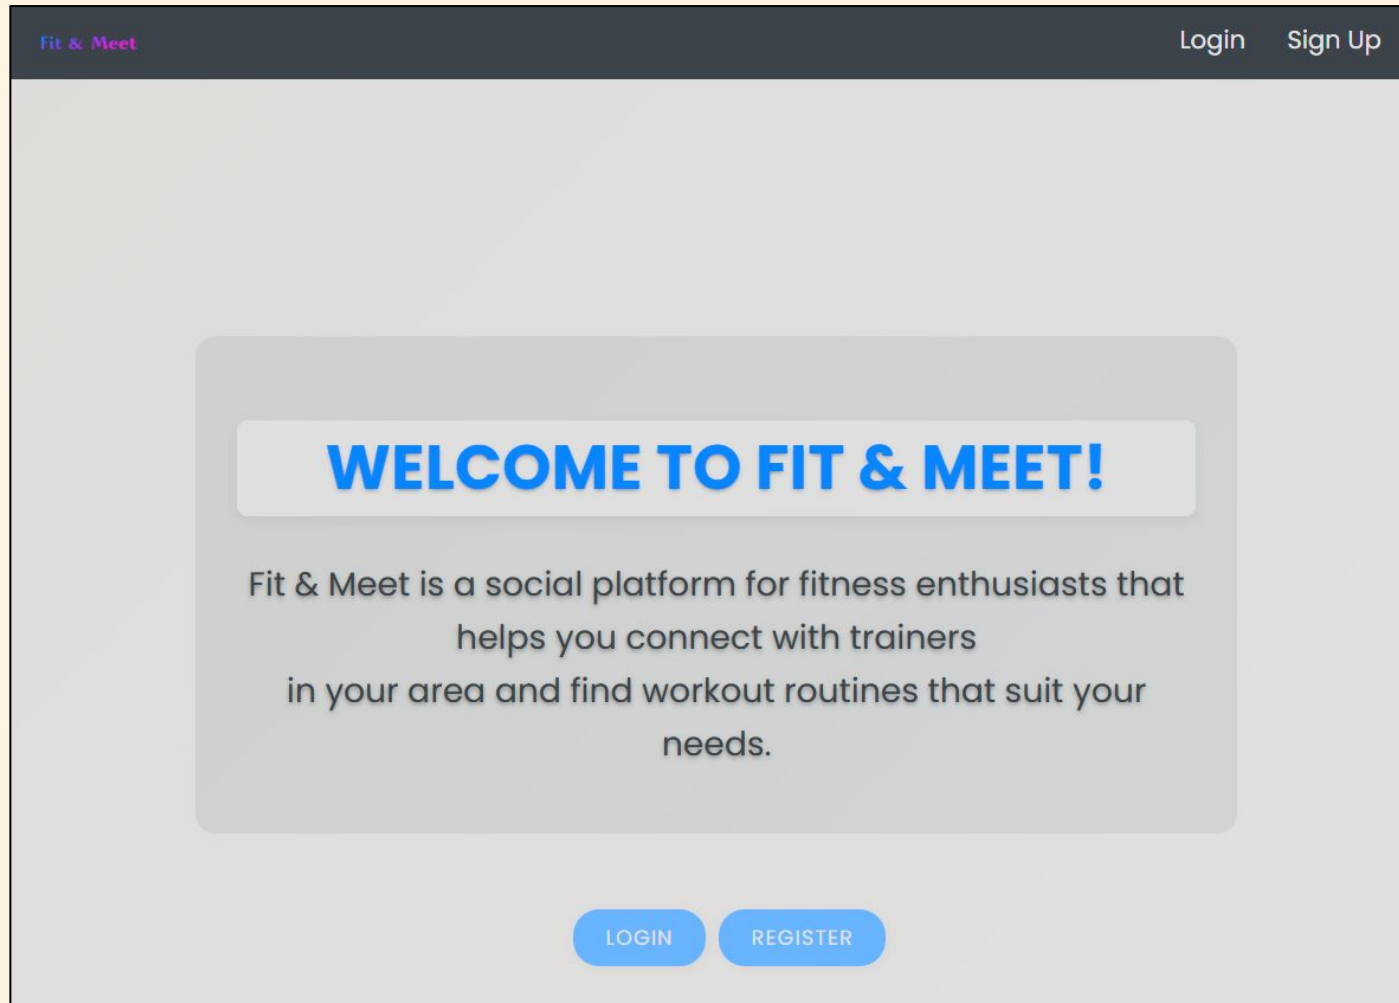 Fit & Meet
Login Sign Up
WELCOME TO FIT & MEET!
Fit & Meet is a social platform for fitness enthusiasts that
helps you connect with trainers
in your area and find workout routines that suit your
needs.
LOGIN REGISTER